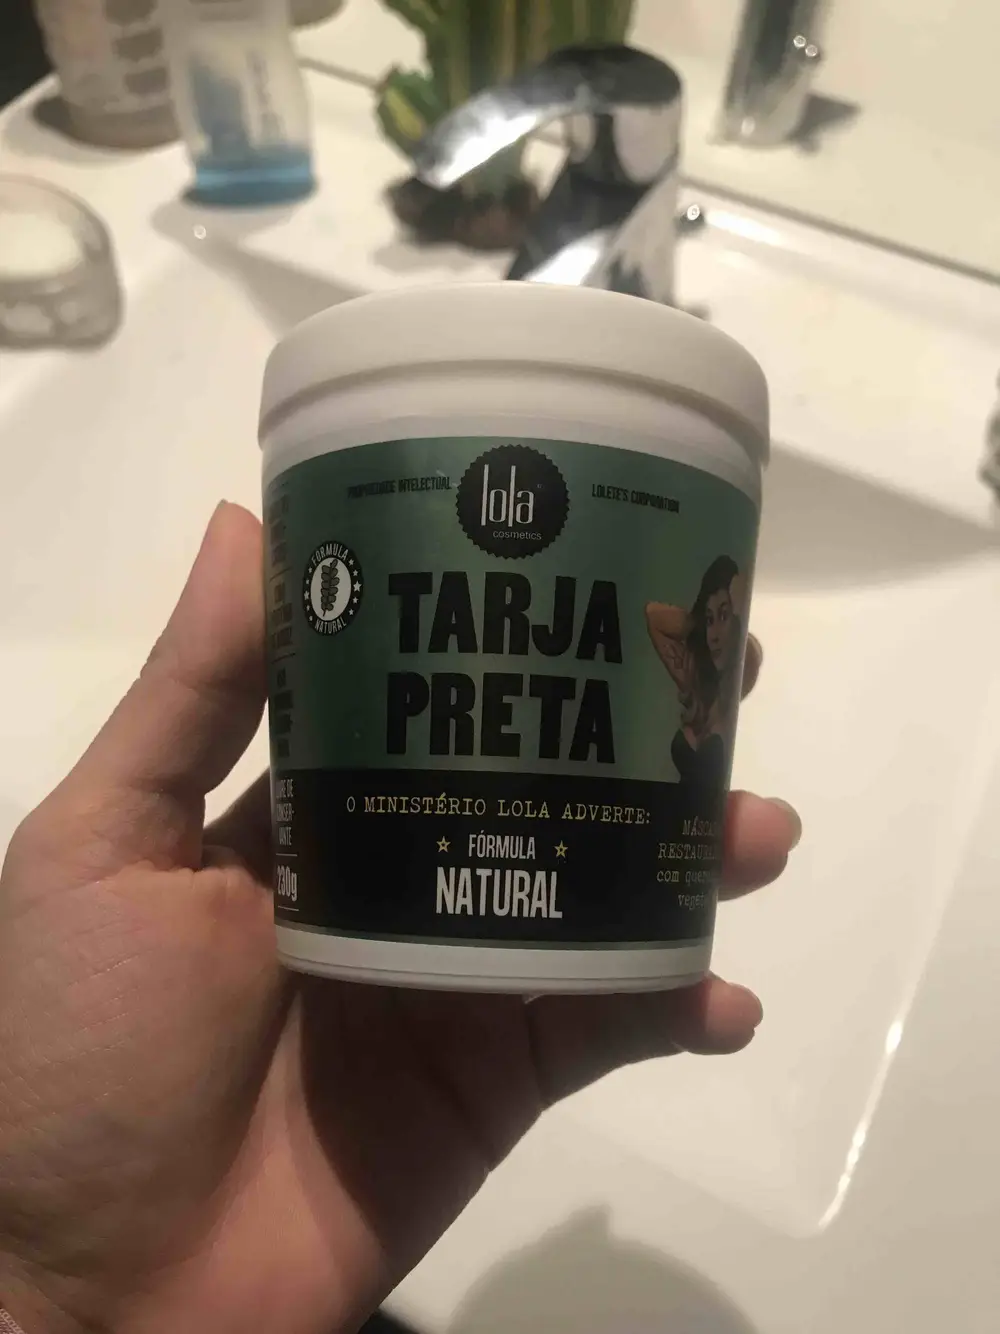 PROPRIEDADE INTELECTUAL
lola
cosmetics
LOLETE'S CORPORATION
FÓRMULA
NATURAL
TARJA
PRETA
O MINISTÉRIO LOLA ADVERTE:
FÓRMULA
NATURAL
230g
com